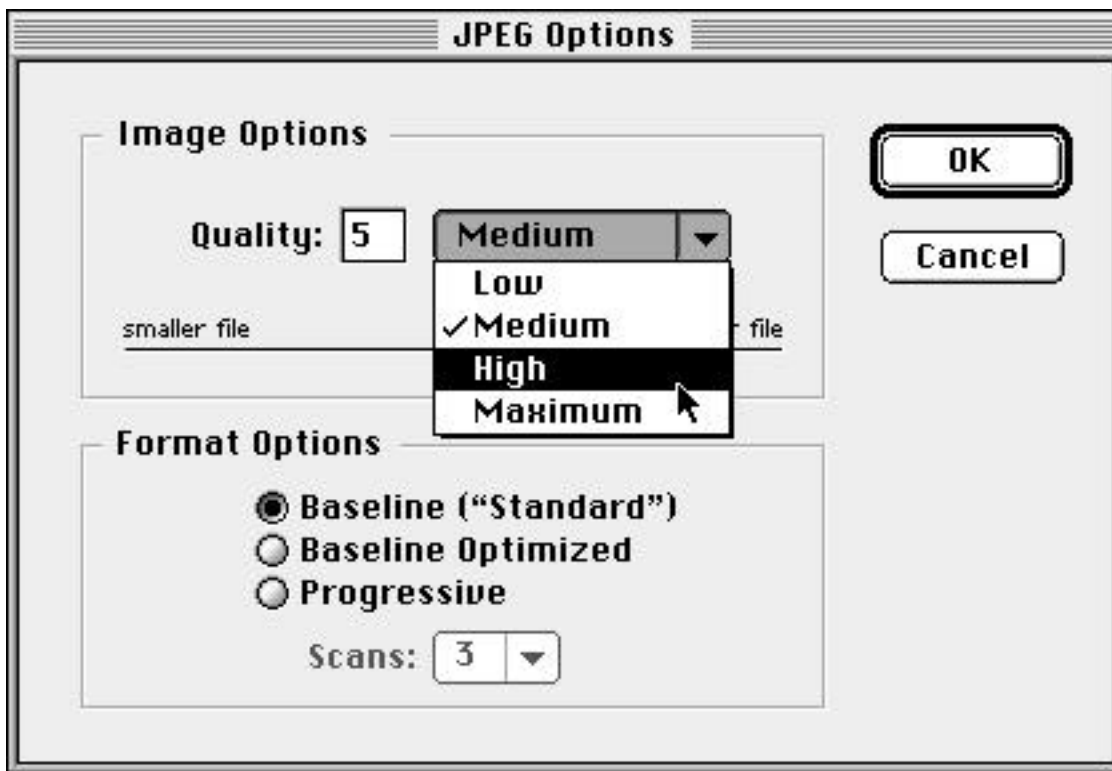 JPEG Options
Image Options
OK
Quality: 5 Medium
Cancel
Low
smaller file file
✓Medium
High
Maximum
Format Options
Baseline (“Standard”)
Baseline Optimized
Progressive
Scans: 3